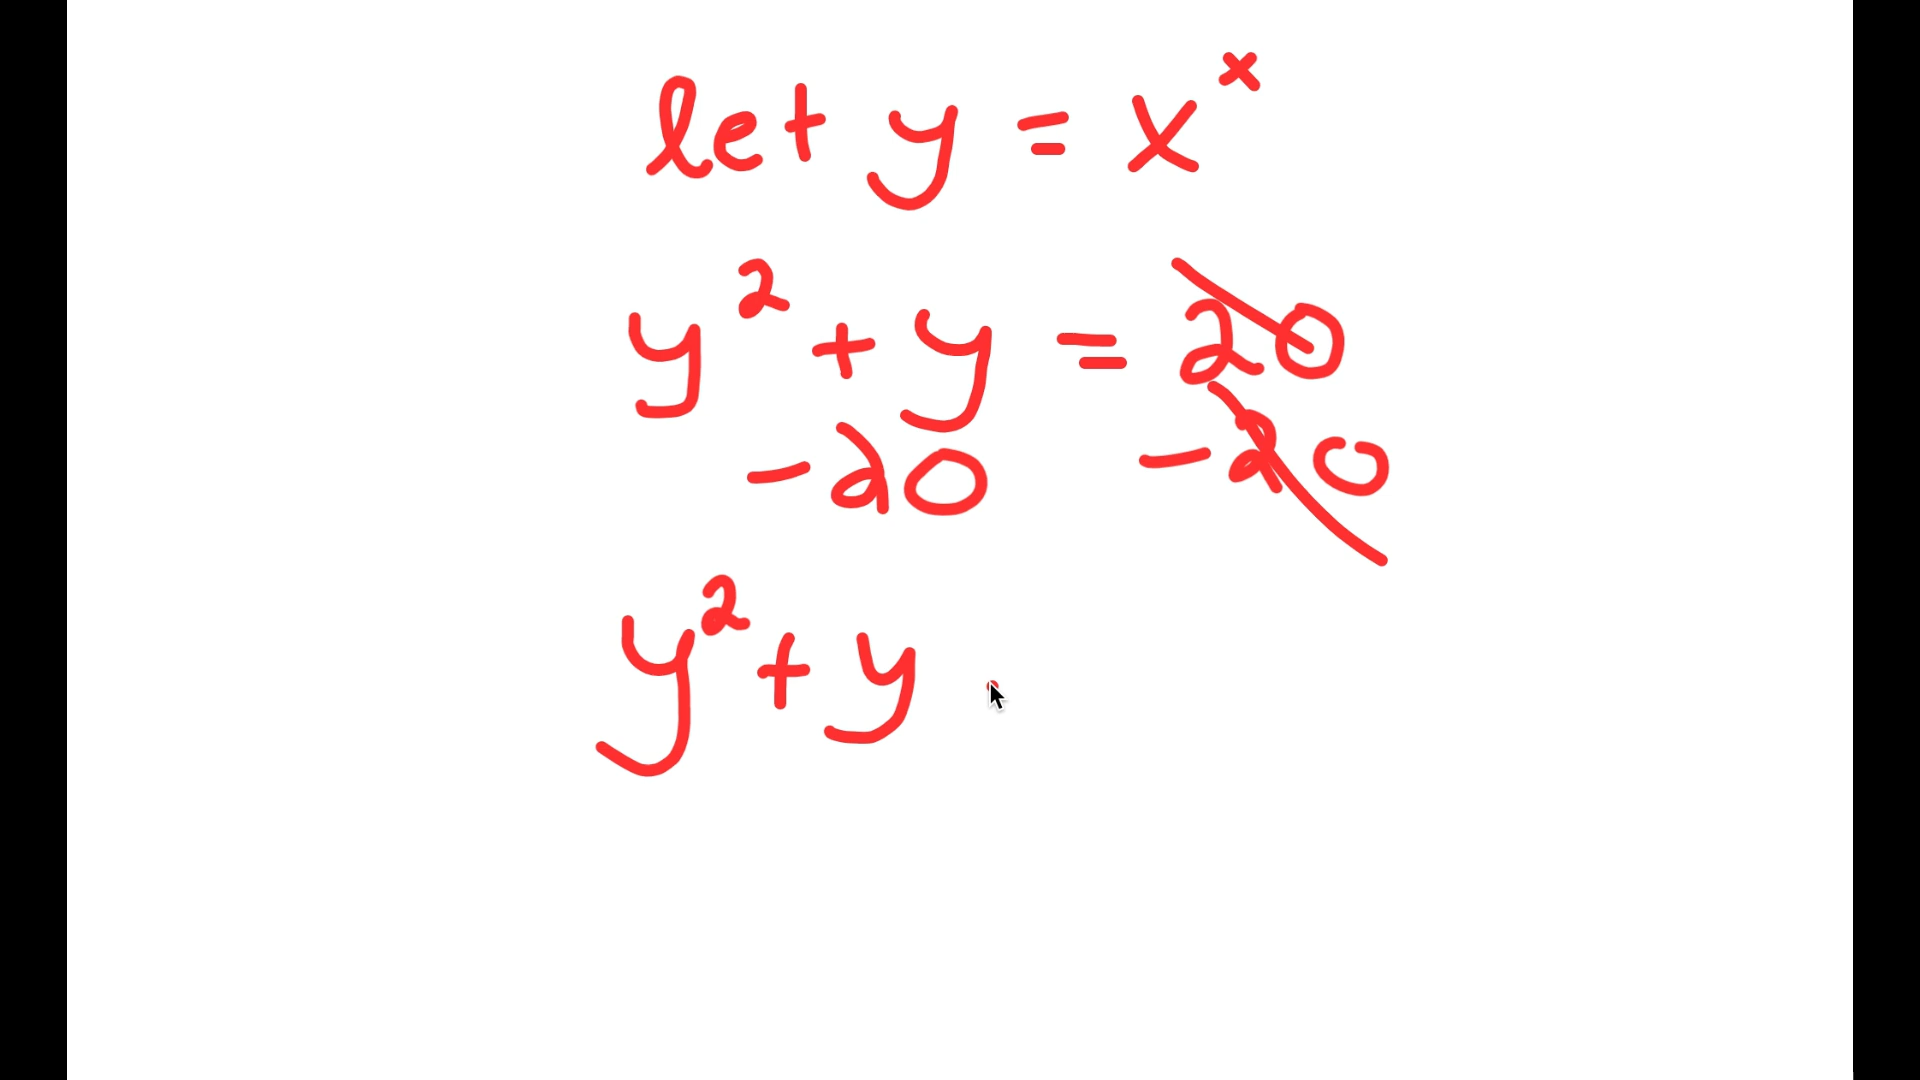 let y = x^x
y^2 + y = 20
-20 -20
y^2 + y